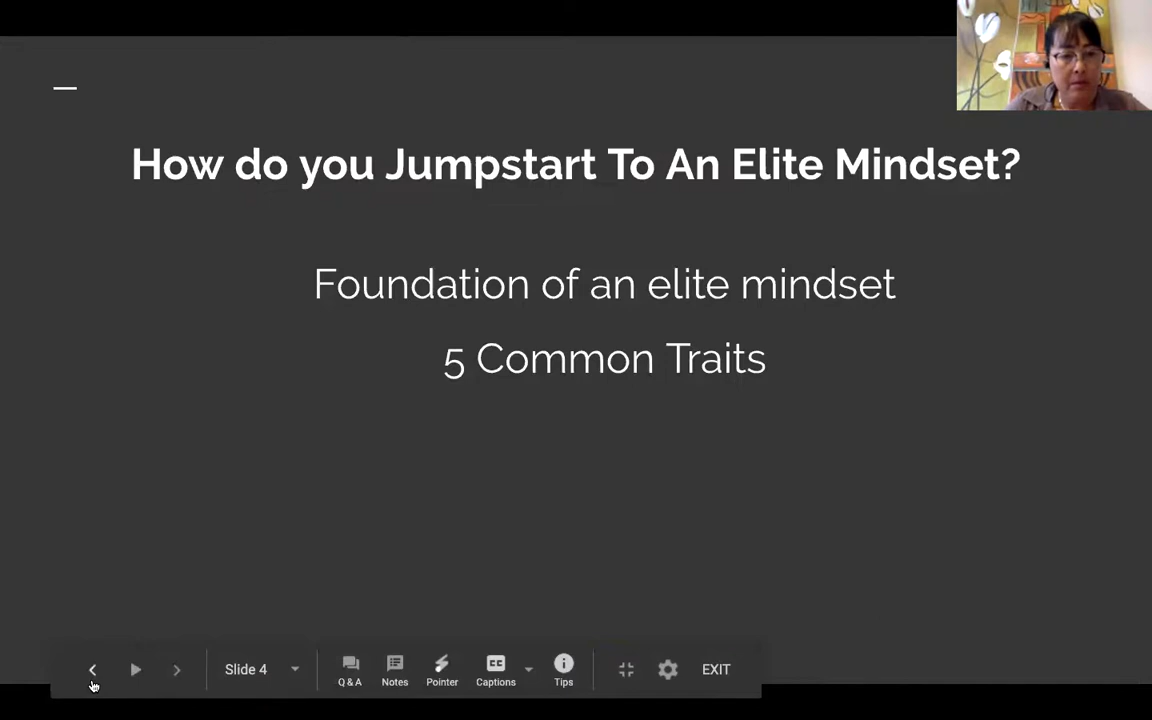 How do you Jumpstart To An Elite Mindset?
Foundation of an elite mindset
5 Common Traits
Slide 4
Q & A
Notes
Pointer
CC
Captions
Tips
EXIT